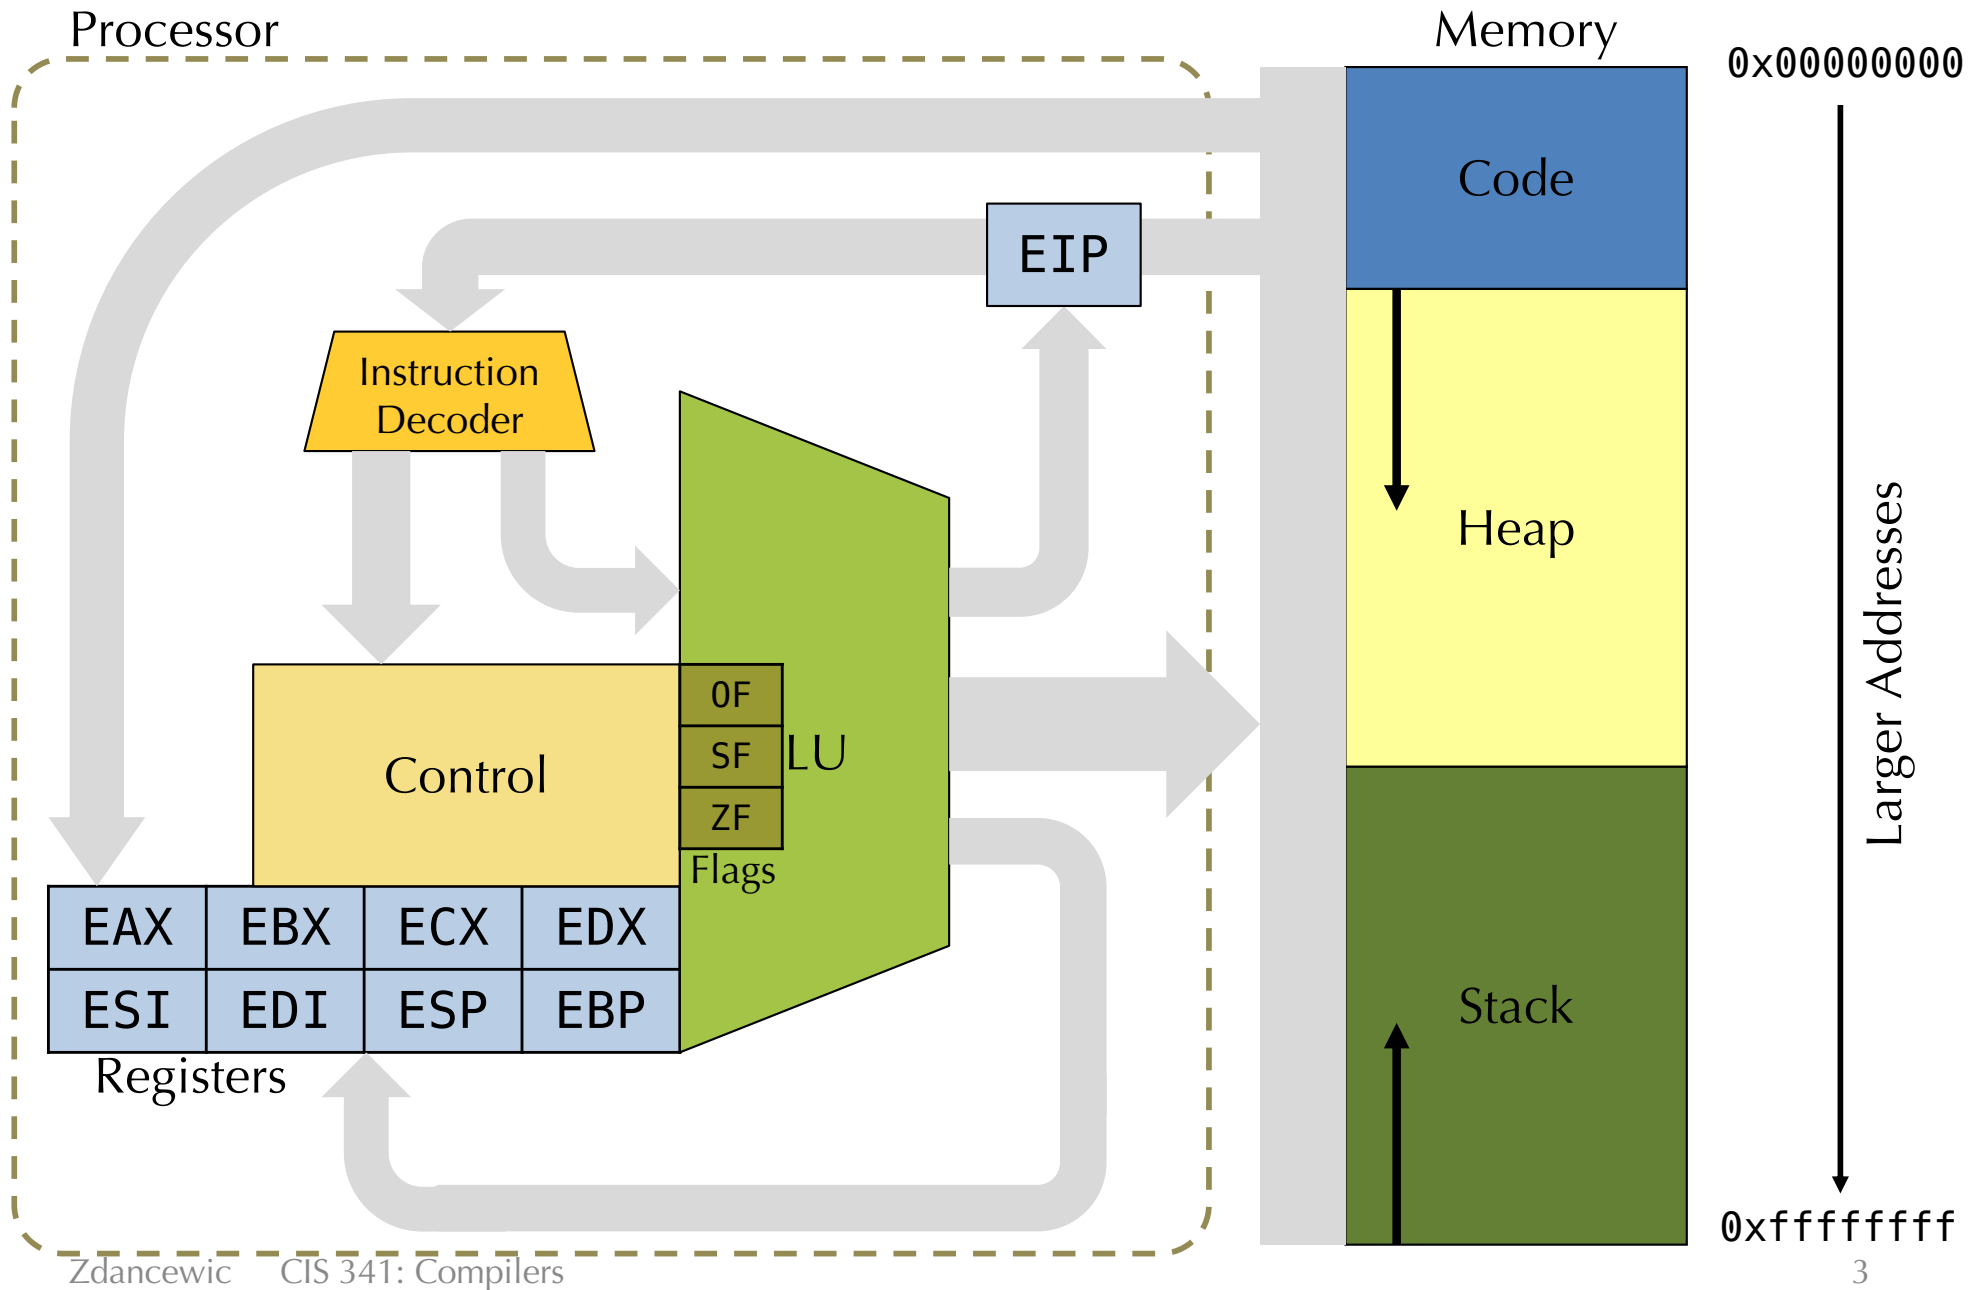 Processor
Memory
0x00000000
Code
EIP
Instruction
Decoder
Heap
Larger Addresses
OF
SF
LU
ZF
Control
Flags
EAX EBX ECX EDX
ESI EDI ESP EBP
Registers
Stack
0xffffffff
Zdancewic CIS 341: Compilers
3